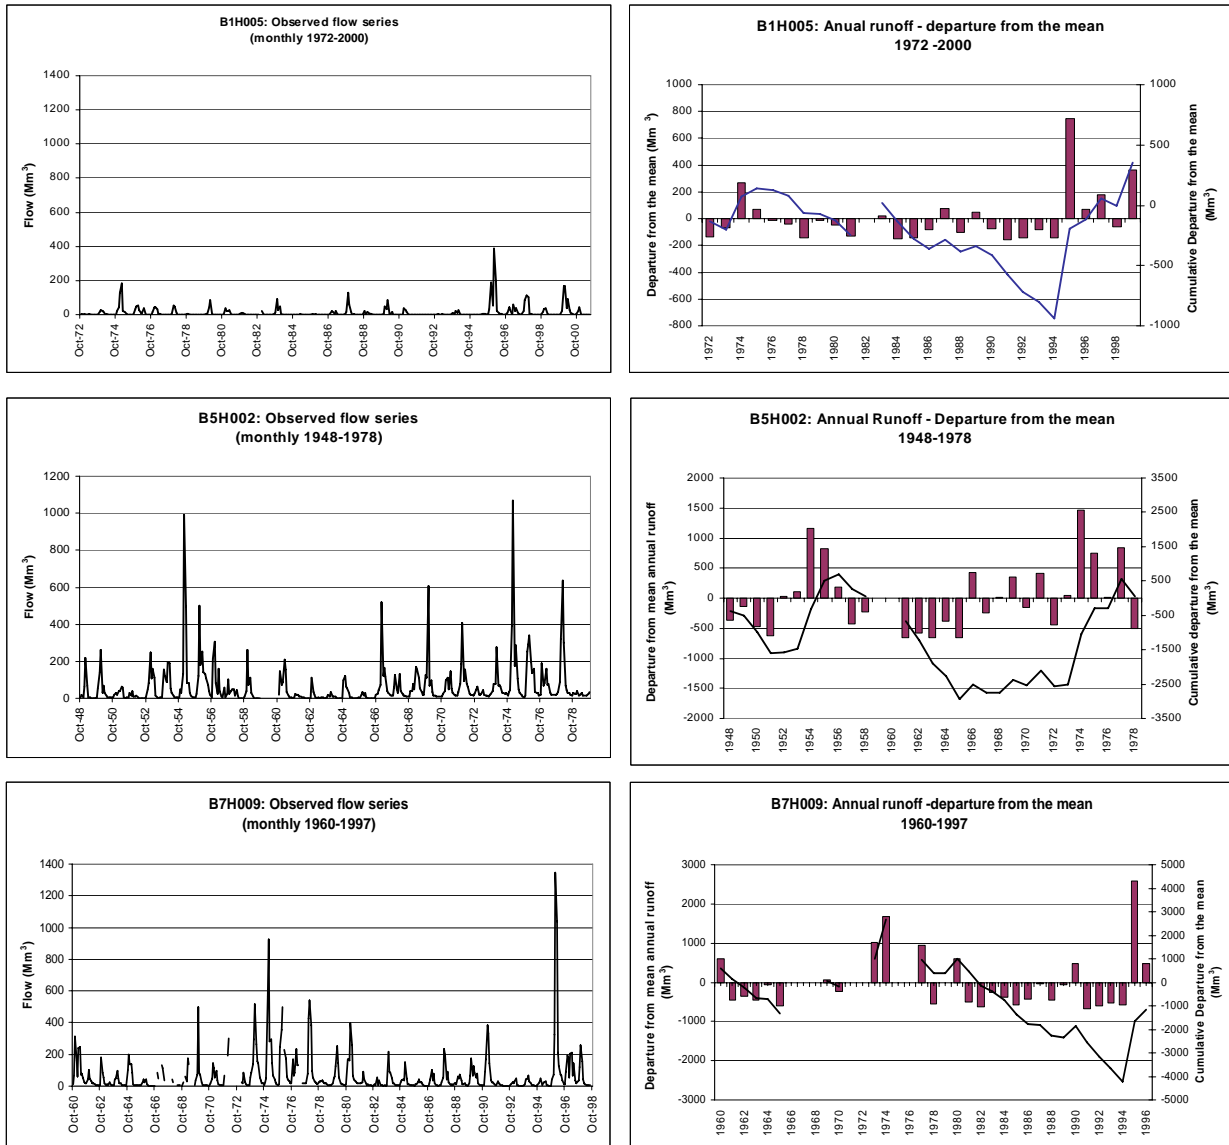 B1H005: Observed flow series
(monthly 1972-2000)
Flow (Mm³)
1400
1200
1000
800
600
400
200
0
Oct-72
Oct-74
Oct-76
Oct-78
Oct-80
Oct-82
Oct-84
Oct-86
Oct-88
Oct-90
Oct-92
Oct-94
Oct-96
Oct-98
Oct-00
B1H005: Anual runoff - departure from the mean
1972 -2000
Departure from the mean (Mm ³)
1000
800
600
400
200
0
-200
-400
-600
-800
1000
500
0
-500
-1000
Cumulative Departure from the mean
(Mm³)
1972
1974
1976
1978
1980
1982
1984
1986
1988
1990
1992
1994
1996
1998
B5H002: Observed flow series
(monthly 1948-1978)
Flow (Mm³)
1200
1000
800
600
400
200
0
Oct-48
Oct-50
Oct-52
Oct-54
Oct-56
Oct-58
Oct-60
Oct-62
Oct-64
Oct-66
Oct-68
Oct-70
Oct-72
Oct-74
Oct-76
Oct-78
B5H002: Annual Runoff - Departure from the mean
1948-1978
Departure from mean annual runoff
(Mm³)
2000
1500
1000
500
0
-500
-1000
-1500
-2000
3500
2500
1500
500
-500
-1500
-2500
-3500
Cumulative departure from the mean
(Mm³)
1948
1950
1952
1954
1956
1958
1960
1962
1964
1966
1968
1970
1972
1974
1976
1978
B7H009: Observed flow series
(monthly 1960-1997)
Flow (Mm³)
1400
1200
1000
800
600
400
200
0
Oct-60
Oct-62
Oct-64
Oct-66
Oct-68
Oct-70
Oct-72
Oct-74
Oct-76
Oct-78
Oct-80
Oct-82
Oct-84
Oct-86
Oct-88
Oct-90
Oct-92
Oct-94
Oct-96
Oct-98
B7H009: Annual runoff -departure from the mean
1960-1997
Departure from mean annual runoff
(Mm³)
3000
2000
1000
0
-1000
-2000
-3000
5000
4000
3000
2000
1000
0
-1000
-2000
-3000
-4000
-5000
Cumulative Departure from the mean
(Mm³)
1960
1962
1964
1966
1968
1970
1972
1974
1976
1978
1980
1982
1984
1986
1988
1990
1992
1994
1996